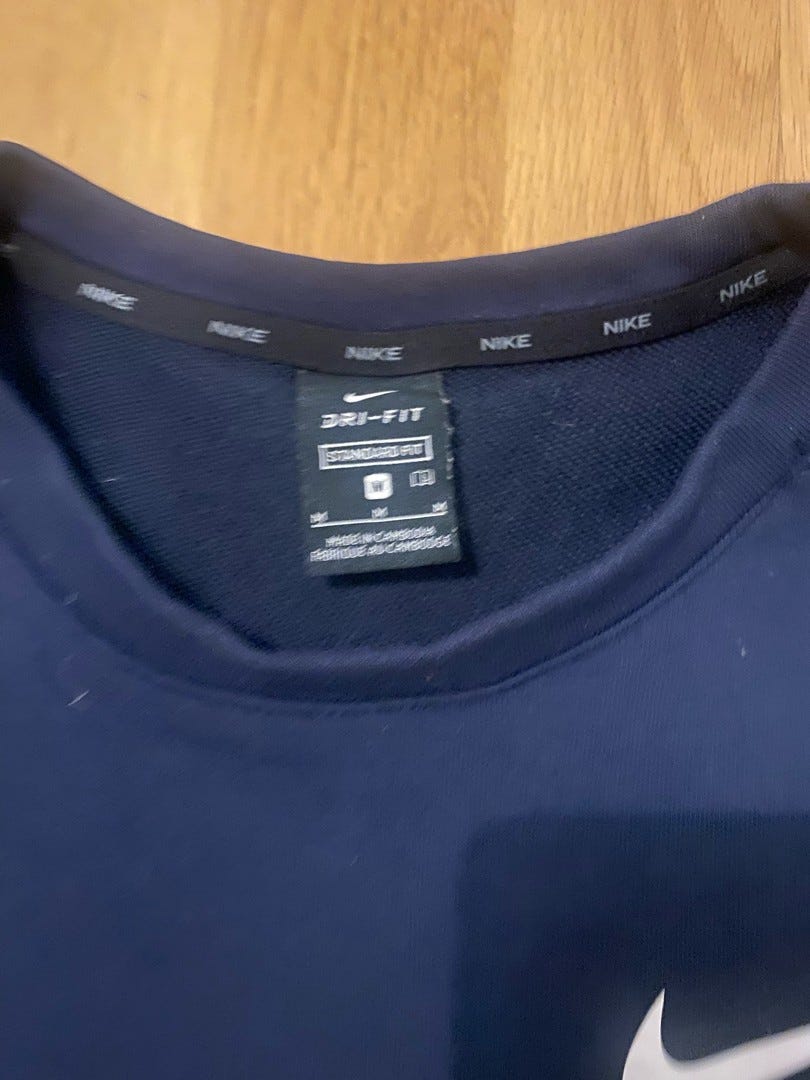 NIKE NIKE NIKE NIKE NIKE NIKE
DRI-FIT
STANDARD FIT
M
MADE IN CAMBODIA
FABRIQUÉ AU CAMBODGE